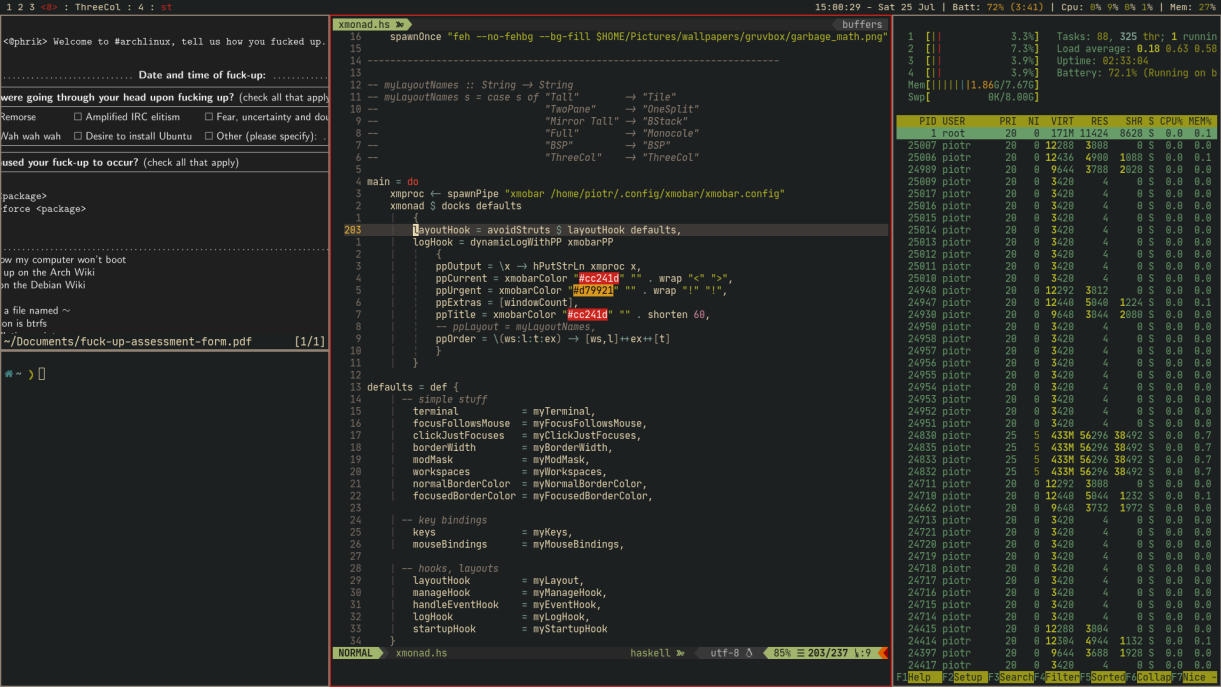 1 2 3 <8> : ThreeCol : 4 : st
15:00:29 - Sat 25 Jul | Batt: 72% (3:41) | Cpu: 0% 9% 0% 1% | Mem: 27%
<@phrik> Welcome to #archlinux, tell us how you fucked up.
Date and time of fuck-up:
were going through your head upon fucking up? (check all that apply
Remorse ☐ Amplified IRC elitism ☐ Fear, uncertainty and dou
Wah wah wah ☐ Desire to install Ubuntu ☐ Other (please specify): .
used your fuck-up to occur? (check all that apply)
package>
force <package>
ow my computer won't boot
up on the Arch Wiki
on the Debian Wiki
a file named ~
on is btrfs
~/Documents/fuck-up-assessment-form.pdf [1/1]
~ ❯
xmonad.hs
buffers
16 spawnOnce "feh --no-fehbg --bg-fill $HOME/Pictures/wallpapers/gruvbox/garbage_math.png"
15
14 -----------------------------------------------------------------------
13
12 -- myLayoutNames :: String -> String
11 -- myLayoutNames s = case s of "Tall" -> "Tile"
10 -- "TwoPane" -> "OneSplit"
9 -- "Mirror Tall" -> "BStack"
8 -- "Full" -> "Monocole"
7 -- "BSP" -> "BSP"
6 -- "ThreeCol" -> "ThreeCol"
5
4 main = do
3 xmproc <- spawnPipe "xmobar /home/piotr/.config/xmobar/xmobar.config"
2 xmonad $ docks defaults
1 {
203 layoutHook = avoidStruts $ layoutHook defaults,
1 logHook = dynamicLogWithPP xmobarPP
2 {
3 ppOutput = \x -> hPutStrLn xmproc x,
4 ppCurrent = xmobarColor "#cc241d" "" . wrap "<" ">",
5 ppUrgent = xmobarColor "#d79921" "" . wrap "!" "!",
6 ppExtras = [windowCount],
7 ppTitle = xmobarColor "#cc241d" "" . shorten 60,
8 -- ppLayout = myLayoutNames,
9 ppOrder = \(ws:l:t:ex) -> [ws,l]++ex++[t]
10 }
11 }
12
13 defaults = def {
14 -- simple stuff
15 terminal = myTerminal,
16 focusFollowsMouse = myFocusFollowsMouse,
17 clickJustFocuses = myClickJustFocuses,
18 borderWidth = myBorderWidth,
19 modMask = myModMask,
20 workspaces = myWorkspaces,
21 normalBorderColor = myNormalBorderColor,
22 focusedBorderColor = myFocusedBorderColor,
23
24 -- key bindings
25 keys = myKeys,
26 mouseBindings = myMouseBindings,
27
28 -- hooks, layouts
29 layoutHook = myLayout,
30 manageHook = myManageHook,
31 handleEventHook = myEventHook,
32 logHook = myLogHook,
33 startupHook = myStartupHook
34 }
NORMAL xmonad.hs haskell utf-8 85% ☰ 203/237 :9
1 [|| 3.3%] Tasks: 88, 325 thr; 1 runnin
2 [|| 7.3%] Load average: 0.18 0.63 0.58
3 [|| 3.9%] Uptime: 02:33:04
4 [|| 3.9%] Battery: 72.1% (Running on b
Mem[|||||||1.86G/7.67G]
Swp[ 0K/8.00G]
PID USER PRI NI VIRT RES SHR S CPU% MEM%
1 root 20 0 171M 11424 8628 S 0.0 0.1
25007 piotr 20 0 12288 3808 0 S 0.0 0.0
25006 piotr 20 0 12436 4900 1088 S 0.0 0.1
24989 piotr 20 0 9644 3788 2028 S 0.0 0.0
25009 piotr 20 0 3420 4 0 S 0.0 0.0
25017 piotr 20 0 3420 4 0 S 0.0 0.0
25016 piotr 20 0 3420 4 0 S 0.0 0.0
25015 piotr 20 0 3420 4 0 S 0.0 0.0
25014 piotr 20 0 3420 4 0 S 0.0 0.0
25013 piotr 20 0 3420 4 0 S 0.0 0.0
25012 piotr 20 0 3420 4 0 S 0.0 0.0
25011 piotr 20 0 3420 4 0 S 0.0 0.0
25010 piotr 20 0 3420 4 0 S 0.0 0.0
24948 piotr 20 0 12292 3812 0 S 0.0 0.0
24947 piotr 20 0 12440 5040 1224 S 0.0 0.1
24930 piotr 20 0 9648 3844 2080 S 0.0 0.0
24950 piotr 20 0 3420 4 0 S 0.0 0.0
24958 piotr 20 0 3420 4 0 S 0.0 0.0
24957 piotr 20 0 3420 4 0 S 0.0 0.0
24956 piotr 20 0 3420 4 0 S 0.0 0.0
24955 piotr 20 0 3420 4 0 S 0.0 0.0
24954 piotr 20 0 3420 4 0 S 0.0 0.0
24953 piotr 20 0 3420 4 0 S 0.0 0.0
24952 piotr 20 0 3420 4 0 S 0.0 0.0
24951 piotr 20 0 3420 4 0 S 0.0 0.0
24830 piotr 25 5 433M 56296 38492 S 0.0 0.7
24835 piotr 25 5 433M 56296 38492 S 0.0 0.7
24833 piotr 25 5 433M 56296 38492 S 0.0 0.7
24832 piotr 25 5 433M 56296 38492 S 0.0 0.7
24711 piotr 20 0 12292 3808 0 S 0.0 0.0
24710 piotr 20 0 12440 5044 1232 S 0.0 0.1
24662 piotr 20 0 9648 3732 1972 S 0.0 0.0
24713 piotr 20 0 3420 4 0 S 0.0 0.0
24721 piotr 20 0 3420 4 0 S 0.0 0.0
24720 piotr 20 0 3420 4 0 S 0.0 0.0
24719 piotr 20 0 3420 4 0 S 0.0 0.0
24718 piotr 20 0 3420 4 0 S 0.0 0.0
24717 piotr 20 0 3420 4 0 S 0.0 0.0
24716 piotr 20 0 3420 4 0 S 0.0 0.0
24715 piotr 20 0 3420 4 0 S 0.0 0.0
24714 piotr 20 0 3420 4 0 S 0.0 0.0
24415 piotr 20 0 12288 3804 0 S 0.0 0.0
24414 piotr 20 0 12304 4944 1132 S 0.0 0.1
24397 piotr 20 0 9644 3688 1928 S 0.0 0.0
24417 piotr 20 0 3420 4 0 S 0.0 0.0
F1Help F2Setup F3SearchF4FilterF5SortedF6CollapF7Nice -